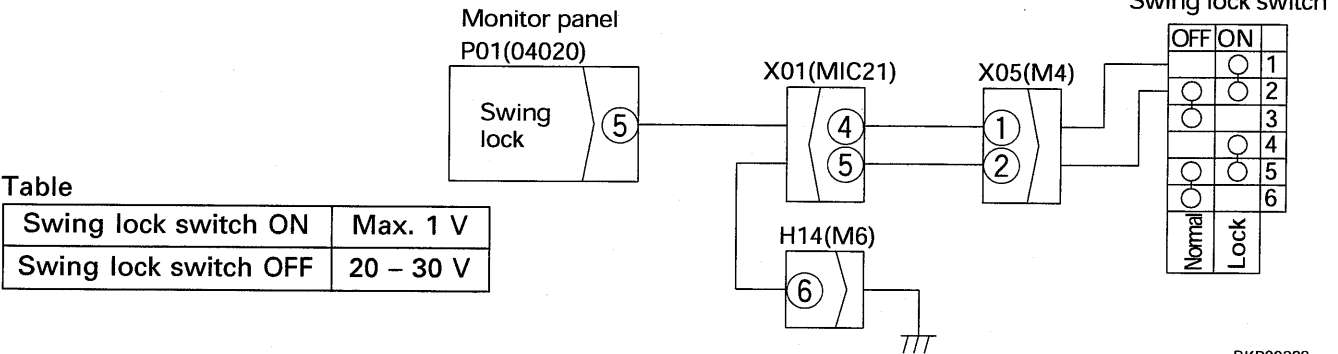 Swing lock switch
Monitor panel
P01(04020)
OFF ON
X01(MIC21)
X05(M4)
1
2
3
4
5
6
Swing
lock
5
4
1
5
2
Normal
Lock
Table
Swing lock switch ON Max. 1 V
Swing lock switch OFF 20 – 30 V
H14(M6)
6